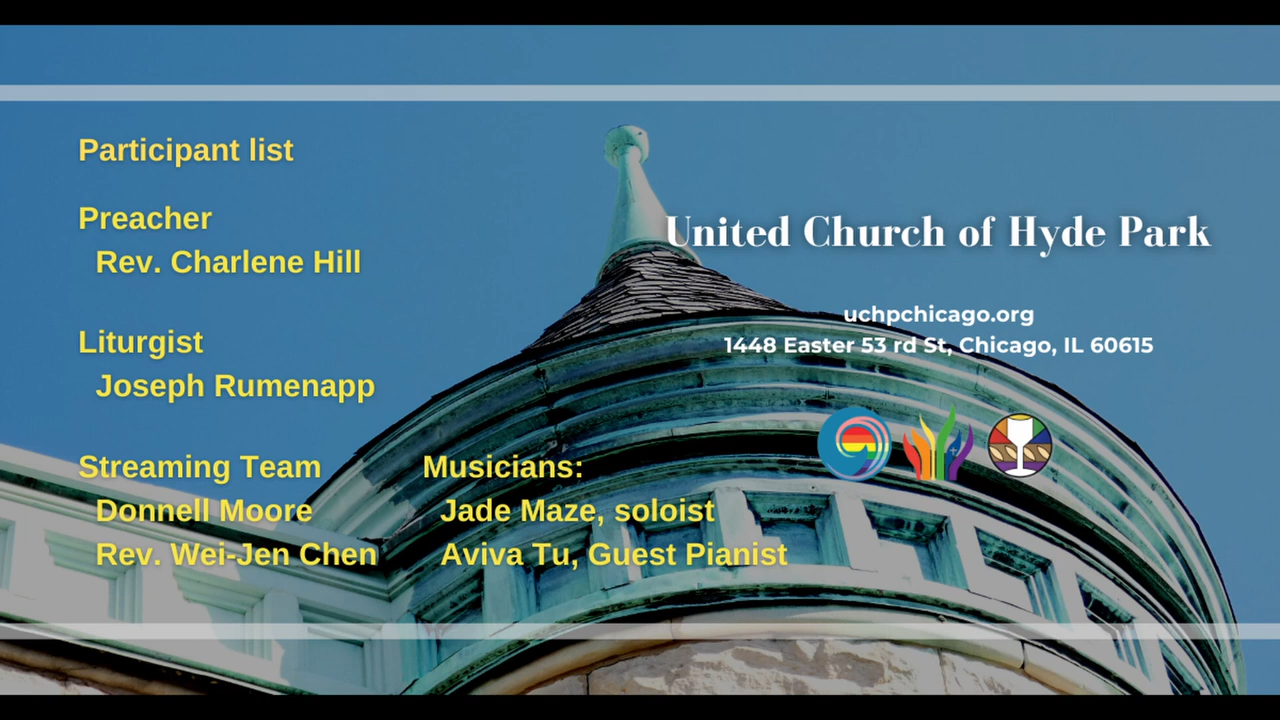 Participant list
Preacher
Rev. Charlene Hill
Liturgist
Joseph Rumenapp
Streaming Team
Donnell Moore
Rev. Wei-Jen Chen
Musicians:
Jade Maze, soloist
Aviva Tu, Guest Pianist
United Church of Hyde Park
uchpchicago.org
1448 Easter 53 rd St, Chicago, IL 60615